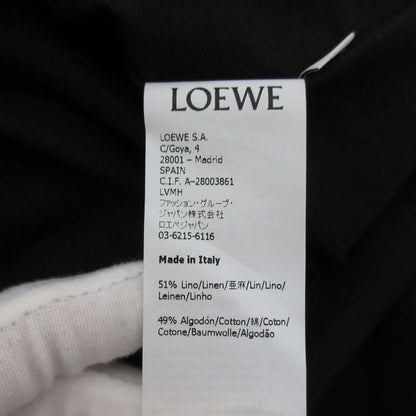 LOEWE
LOEWE S.A.
C/Goya, 4
28001 – Madrid
SPAIN
C.I.F. A–28003861
LVMH
ファッション・グループ・
ジャパン株式会社
ロエベジャパン
03-6215-6116
Made in Italy
51% Lino/Linen/亜麻/Lin/Lino/
Leinen/Linho
49% Algodón/Cotton/綿/Coton/
Cotone/Baumwolle/Algodão